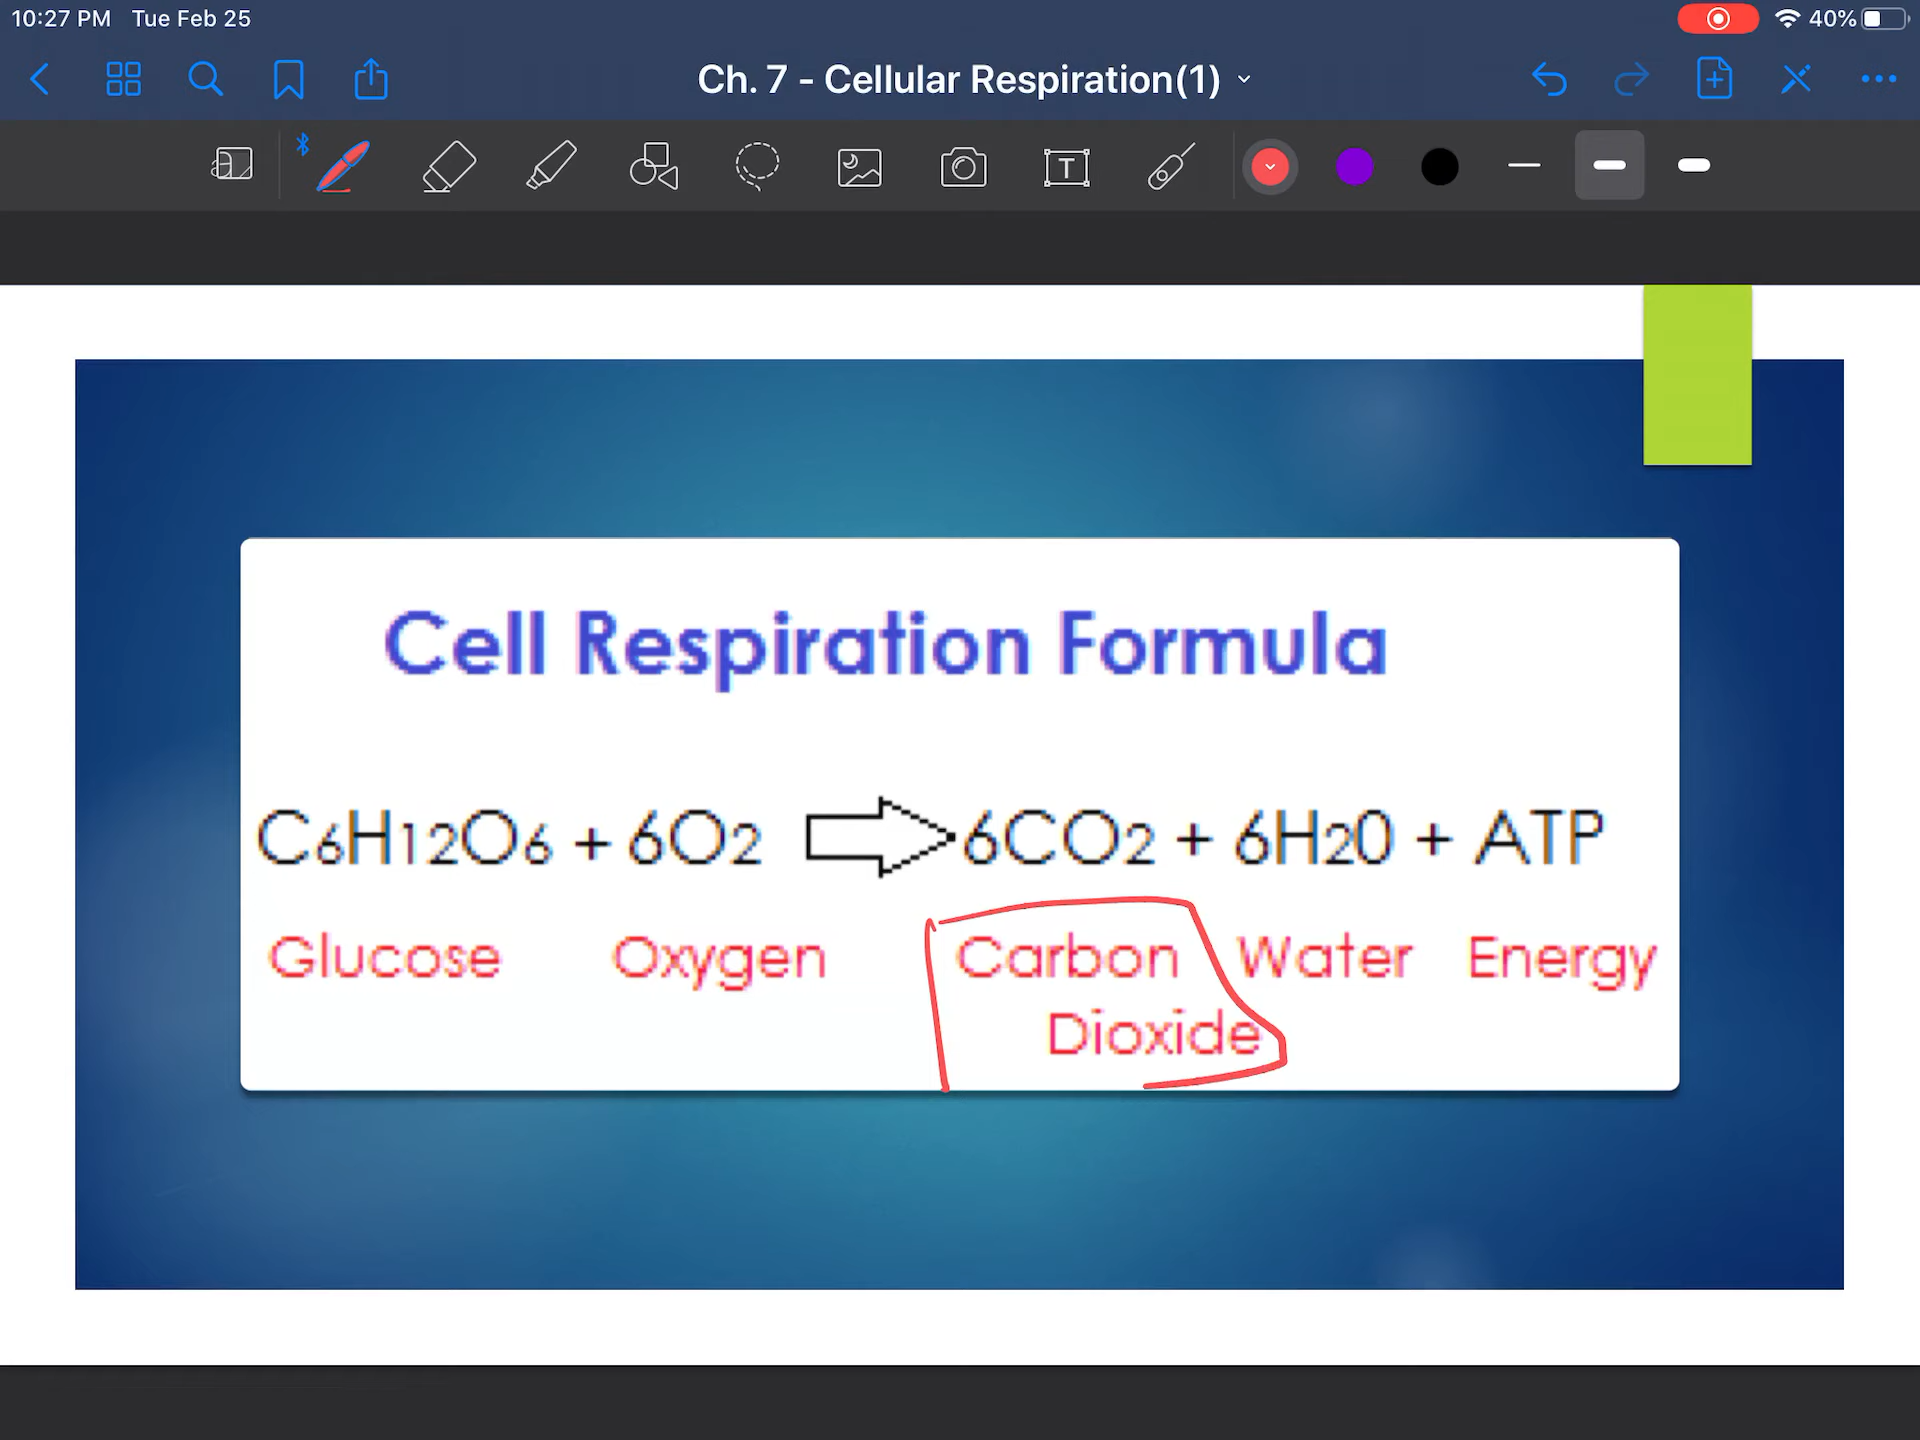 10:27 PM Tue Feb 25
40%
Ch. 7 - Cellular Respiration(1)
Cell Respiration Formula
C6H12O6 + 6O2 6CO2 + 6H20 + ATP
Glucose Oxygen Carbon Water Energy
Dioxide